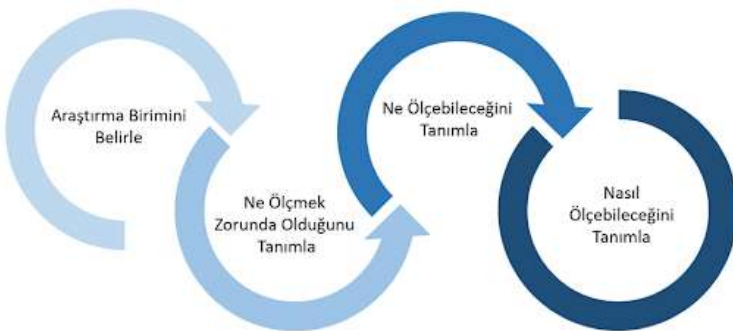 Araştırma Birimini
Belirle
Ne Ölçmek
Zorunda Olduğunu
Tanımla
Ne Ölçebileceğini
Tanımla
Nasıl
Ölçebileceğini
Tanımla